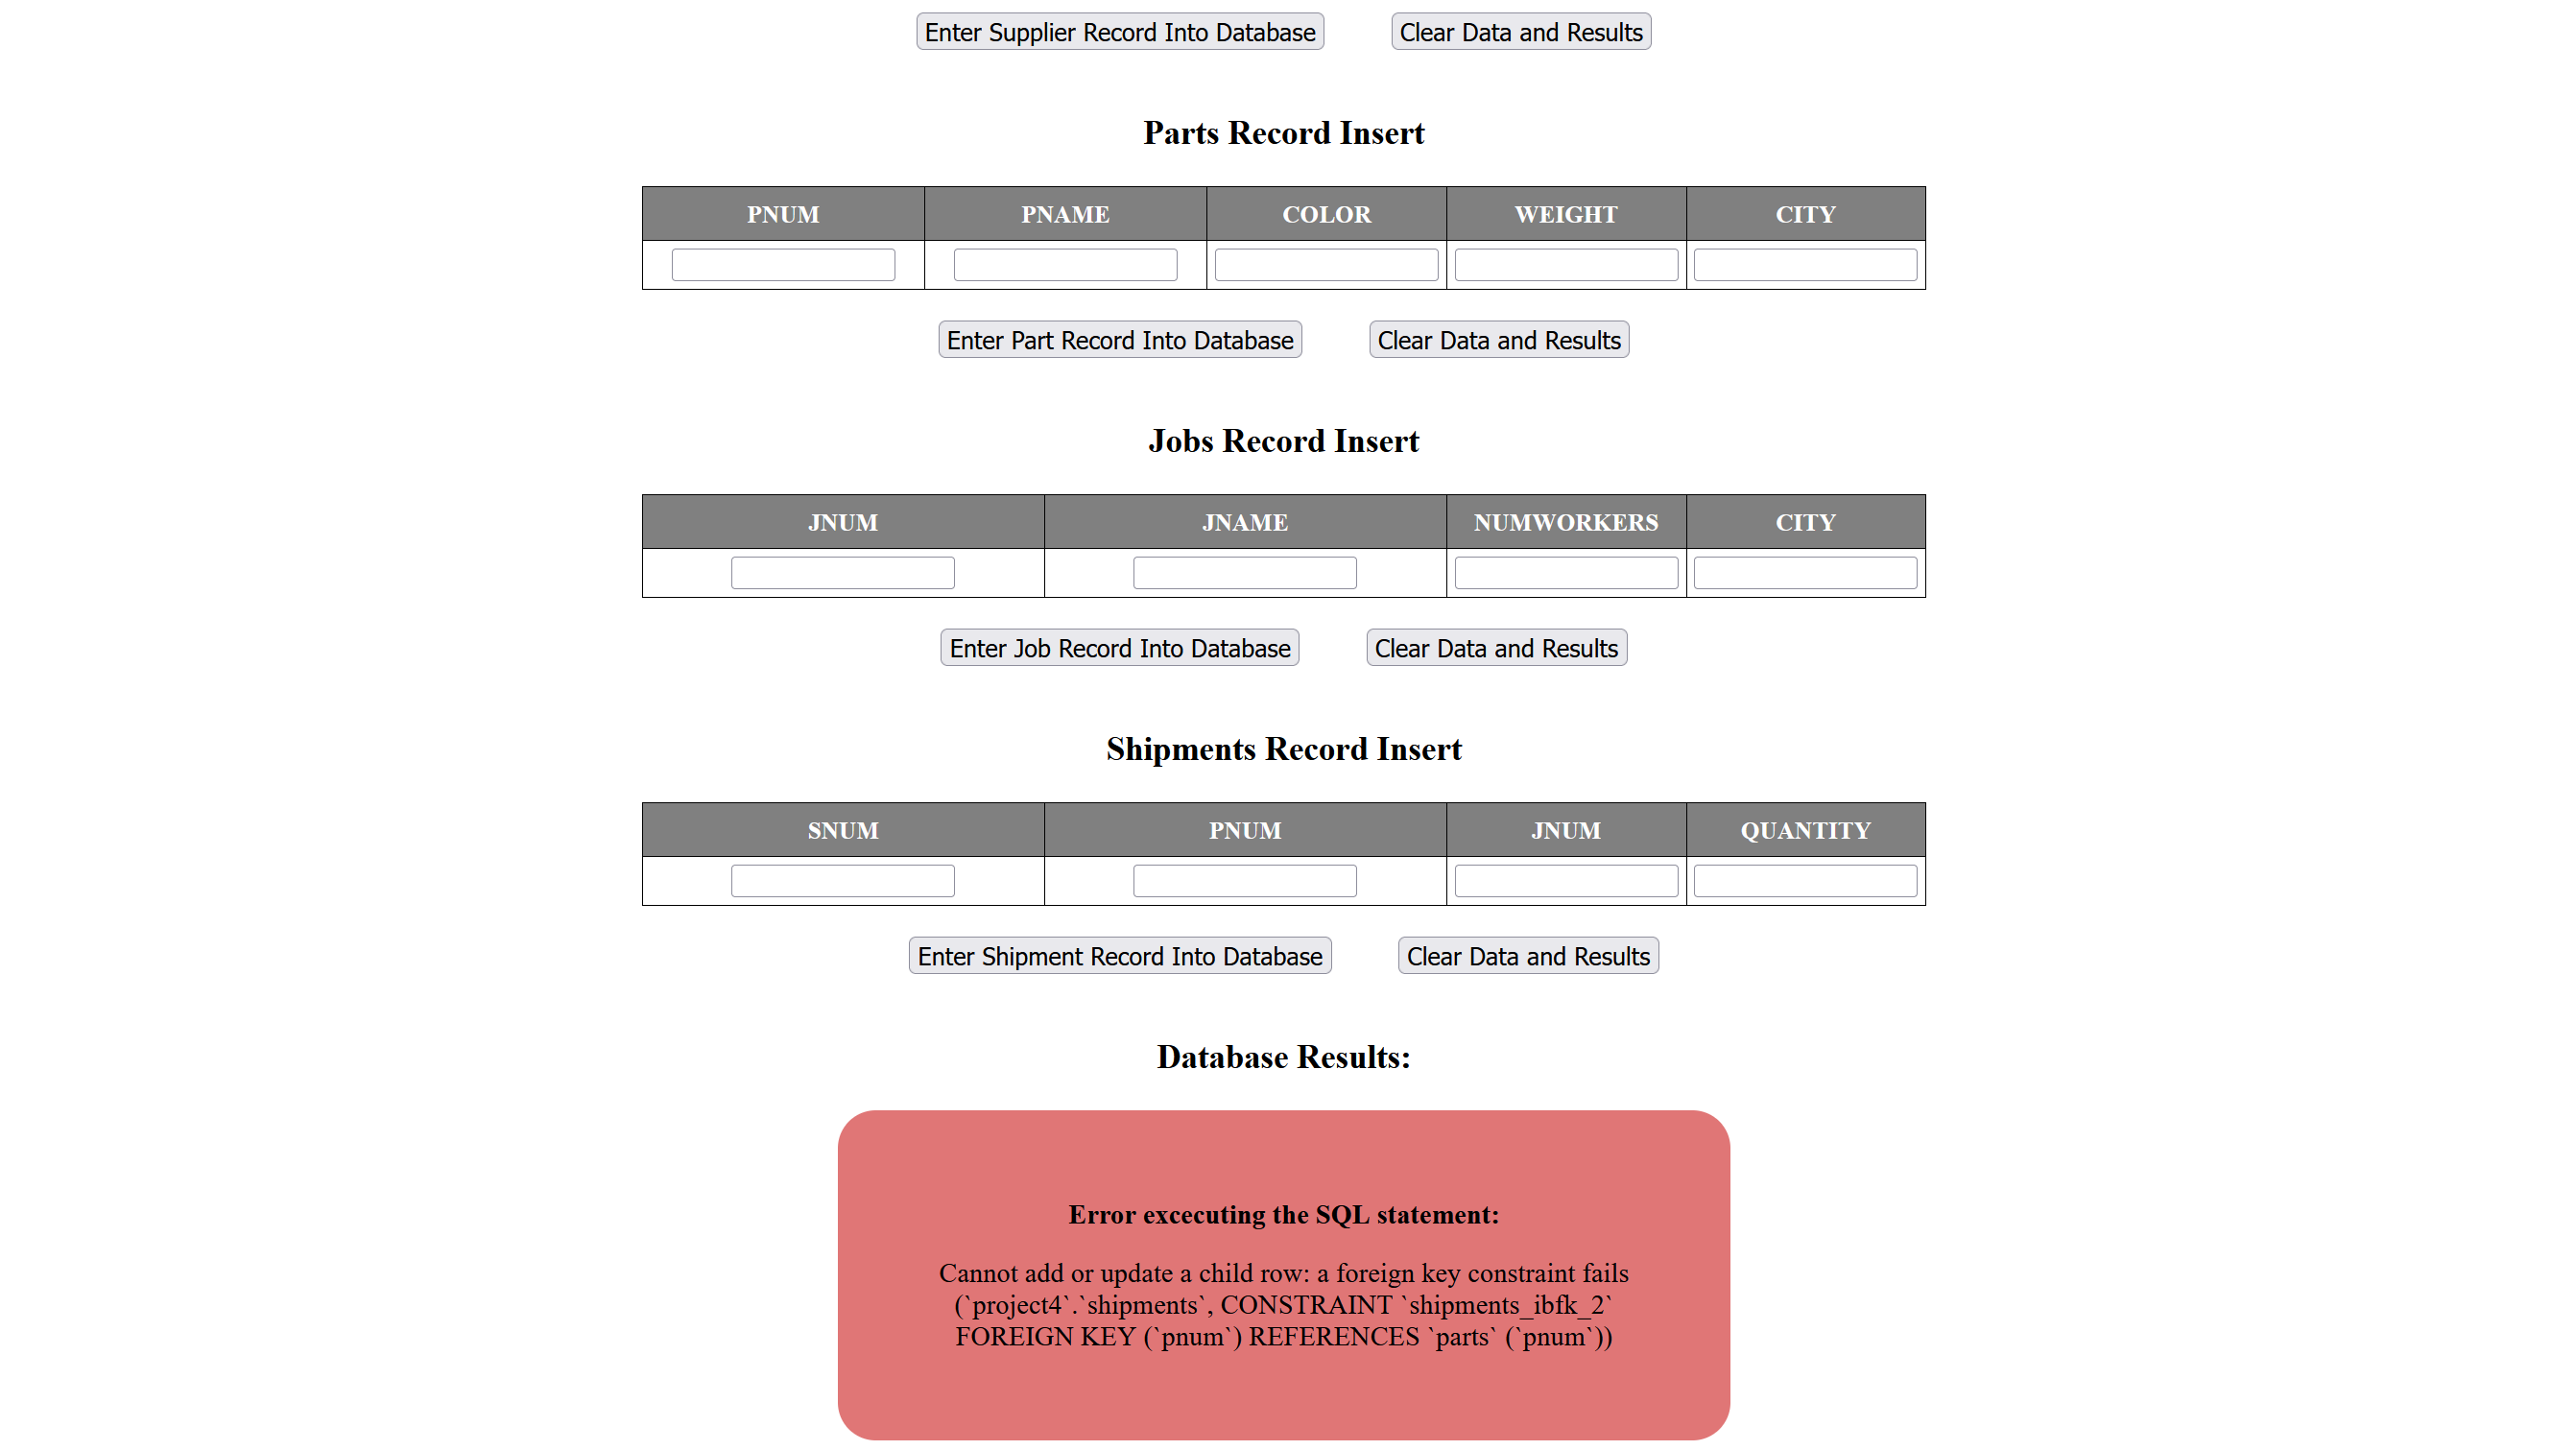 Enter Supplier Record Into Database Clear Data and Results
Parts Record Insert
PNUM PNAME COLOR WEIGHT CITY
Enter Part Record Into Database Clear Data and Results
Jobs Record Insert
JNUM JNAME NUMWORKERS CITY
Enter Job Record Into Database Clear Data and Results
Shipments Record Insert
SNUM PNUM JNUM QUANTITY
Enter Shipment Record Into Database Clear Data and Results
Database Results:
Error excecuting the SQL statement:
Cannot add or update a child row: a foreign key constraint fails
(`project4`.`shipments`, CONSTRAINT `shipments_ibfk_2`
FOREIGN KEY (`pnum`) REFERENCES `parts` (`pnum`))